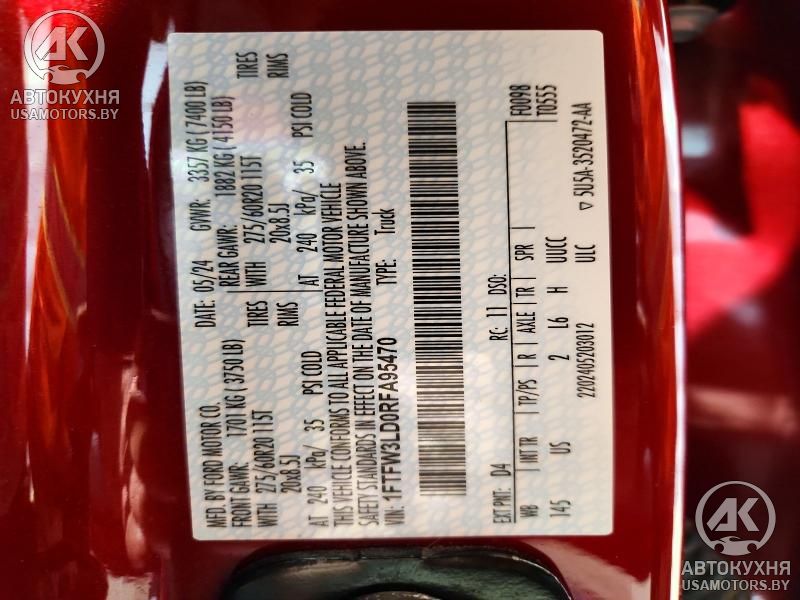 AK
АВТОКУХНЯ
USAMOTORS.BY
MFD. BY FORD MOTOR CO. DATE: 05/24 GVWR: 3357 KG (7400 LB)
FRONT GAWR: 1701 KG (3750 LB) REAR GAWR: 1882 KG (4150 LB)
WITH 275/60R20 115T TIRES WITH 275/60R20 115T TIRES
20x8.5J RIMS 20x8.5J RIMS
AT 240 kPa/ 35 PSI COLD AT 240 kPa/ 35 PSI COLD
THIS VEHICLE CONFORMS TO ALL APPLICABLE FEDERAL MOTOR VEHICLE
SAFETY STANDARDS IN EFFECT ON THE DATE OF MANUFACTURE SHOWN ABOVE.
VIN: 1FTFW3LD0RFA95470 TYPE: Truck
F0098
EXT PNT: D4 RC: 11 DSO: T0555
WB INT TR TP/PS R AXLE TR SPR
145 US 2 L6 H UUCC
2202405203012 ULC ▽ 5U5A-3520472-AA
AK
АВТОКУХНЯ
USAMOTORS.BY